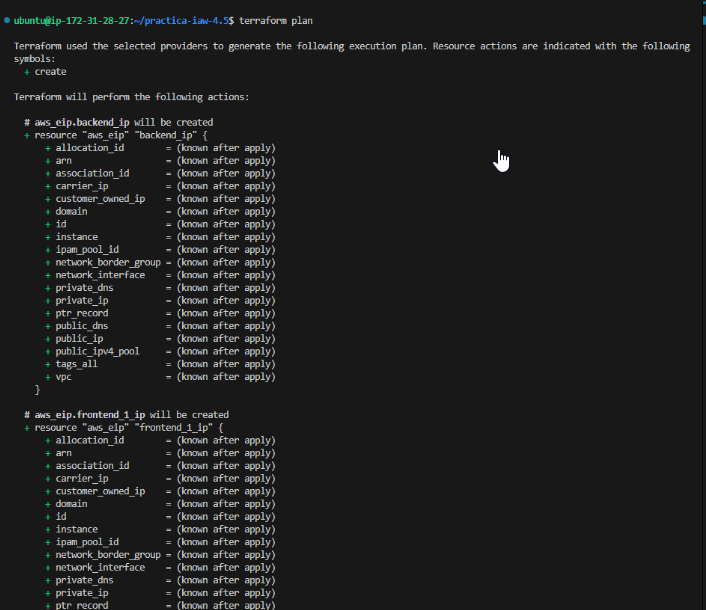 ubuntu@ip-172-31-28-27:~/practica-iaw-4.5$ terraform plan
Terraform used the selected providers to generate the following execution plan. Resource actions are indicated with the following
symbols:
+ create
Terraform will perform the following actions:
# aws_eip.backend_ip will be created
+ resource "aws_eip" "backend_ip" {
+ allocation_id        = (known after apply)
+ arn                  = (known after apply)
+ association_id       = (known after apply)
+ carrier_ip           = (known after apply)
+ customer_owned_ip    = (known after apply)
+ domain               = (known after apply)
+ id                   = (known after apply)
+ instance             = (known after apply)
+ ipam_pool_id         = (known after apply)
+ network_border_group = (known after apply)
+ network_interface    = (known after apply)
+ private_dns          = (known after apply)
+ private_ip           = (known after apply)
+ ptr_record           = (known after apply)
+ public_dns           = (known after apply)
+ public_ip            = (known after apply)
+ public_ipv4_pool     = (known after apply)
+ tags_all             = (known after apply)
+ vpc                  = (known after apply)
}
# aws_eip.frontend_1_ip will be created
+ resource "aws_eip" "frontend_1_ip" {
+ allocation_id        = (known after apply)
+ arn                  = (known after apply)
+ association_id       = (known after apply)
+ carrier_ip           = (known after apply)
+ customer_owned_ip    = (known after apply)
+ domain               = (known after apply)
+ id                   = (known after apply)
+ instance             = (known after apply)
+ ipam_pool_id         = (known after apply)
+ network_border_group = (known after apply)
+ network_interface    = (known after apply)
+ private_dns          = (known after apply)
+ private_ip           = (known after apply)
+ ptr_record           = (known after apply)